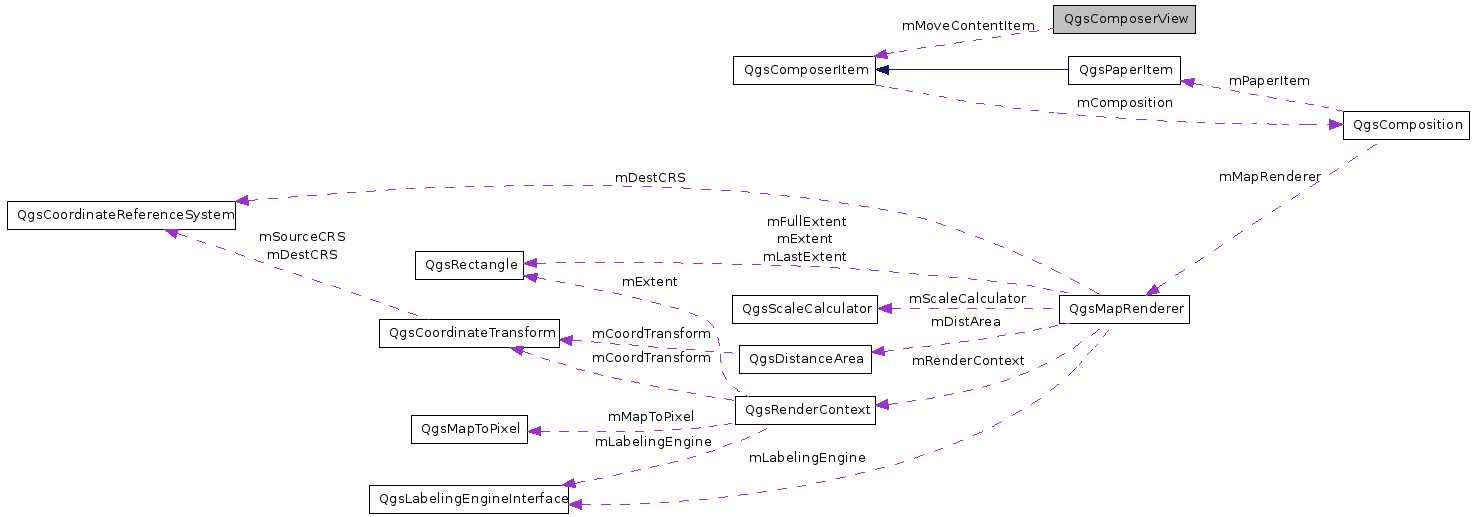 QgsComposerView
mMoveContentItem
QgsComposerItem
QgsPaperItem
mPaperItem
mComposition
QgsComposition
mDestCRS
mMapRenderer
QgsCoordinateReferenceSystem
mFullExtent
mExtent
mLastExtent
mSourceCRS
mDestCRS
QgsRectangle
mExtent
mScaleCalculator
QgsScaleCalculator
QgsMapRenderer
mDistArea
QgsCoordinateTransform
mCoordTransform
mCoordTransform
QgsDistanceArea
mRenderContext
QgsRenderContext
mMapToPixel
QgsMapToPixel
mLabelingEngine
mLabelingEngine
QgsLabelingEngineInterface